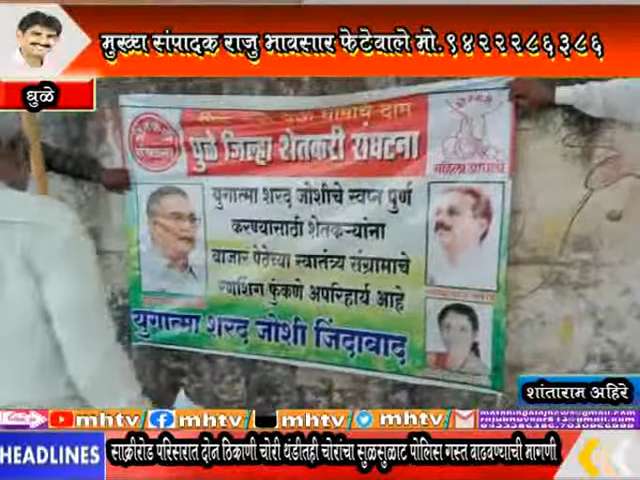 मुख्य संपादक राजु भावसार फेटेवाले मो.९४२२२८६३८६
धुळे
दाम
धुळे जिल्हा शेतकरी संघटना
युगात्मा शरद जोशीचे स्वप्न पुर्ण
करण्यासाठी शेतकऱ्यांना
बाजार पेठेच्या स्वातंत्र्य संग्रामाचे
रणशिंग फुंकणे अपरिहार्य आहे
युगात्मा शरद जोशी जिंदाबाद
शांताराम अहिरे
mhtv mhtv mhtv mhtv
HEADLINES
साक्रीरोड परिसरात दोन ठिकाणी चोरी थंडीतही चोरांचा सुळसुळाट पोलिस गस्त वाढवण्याची मागणी